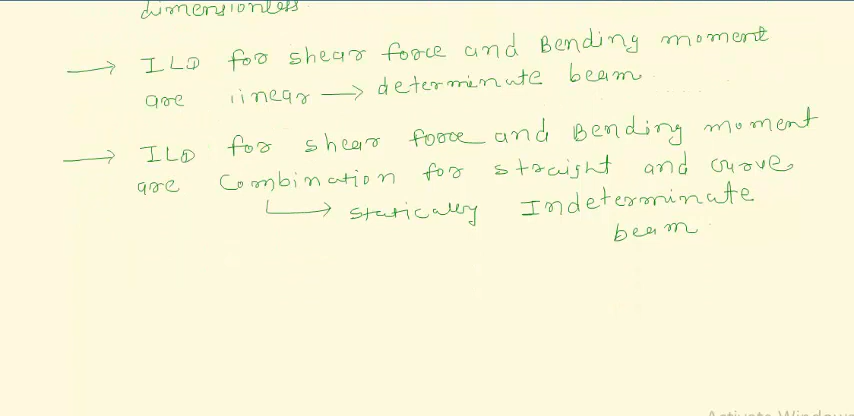 dimensionless
→ ILD for shear force and Bending moment
are linear → determinate beam
→ ILD for shear force and Bending moment
are Combination for straight and curve
↳ statically Indeterminate
beam